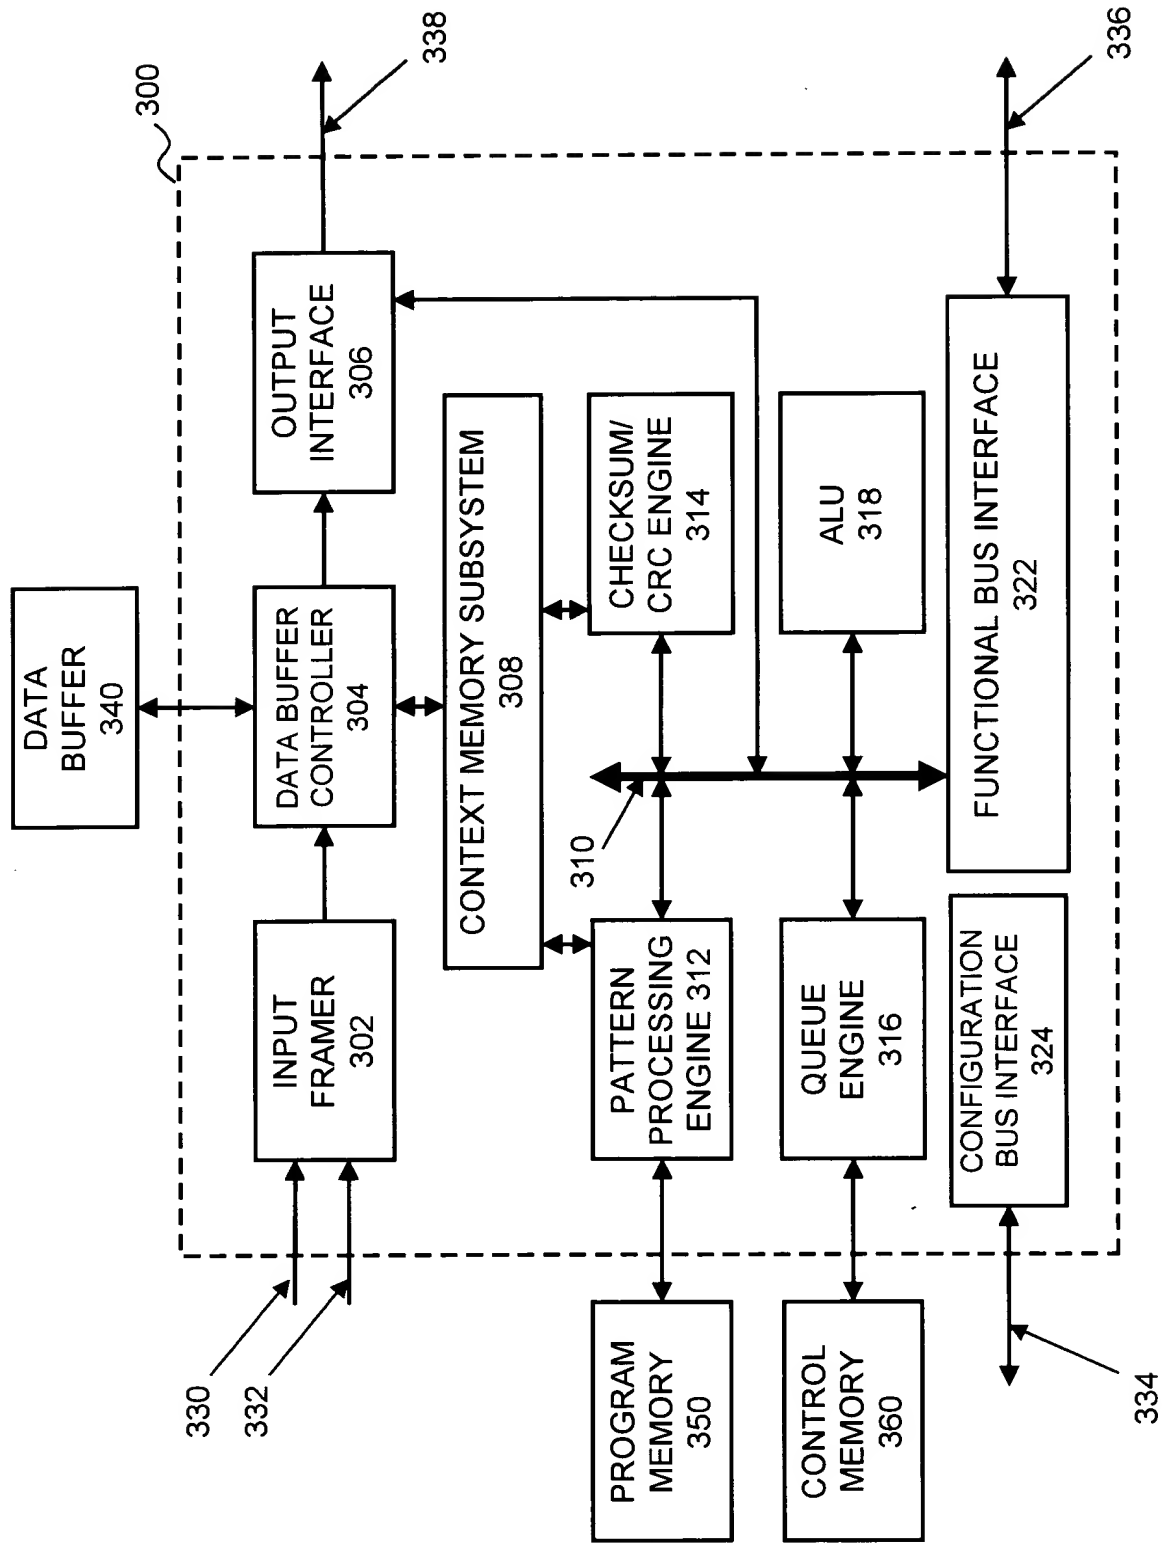 300
DATA
BUFFER
340
338
INPUT
FRAMER
302
DATA BUFFER
CONTROLLER
304
OUTPUT
INTERFACE
306
330
332
CONTEXT MEMORY SUBSYSTEM
308
310
PROGRAM
MEMORY
350
PATTERN
PROCESSING
ENGINE 312
CHECKSUM/
CRC ENGINE
314
CONTROL
MEMORY
360
QUEUE
ENGINE
316
ALU
318
CONFIGURATION
BUS INTERFACE
324
FUNCTIONAL BUS INTERFACE
322
334
336